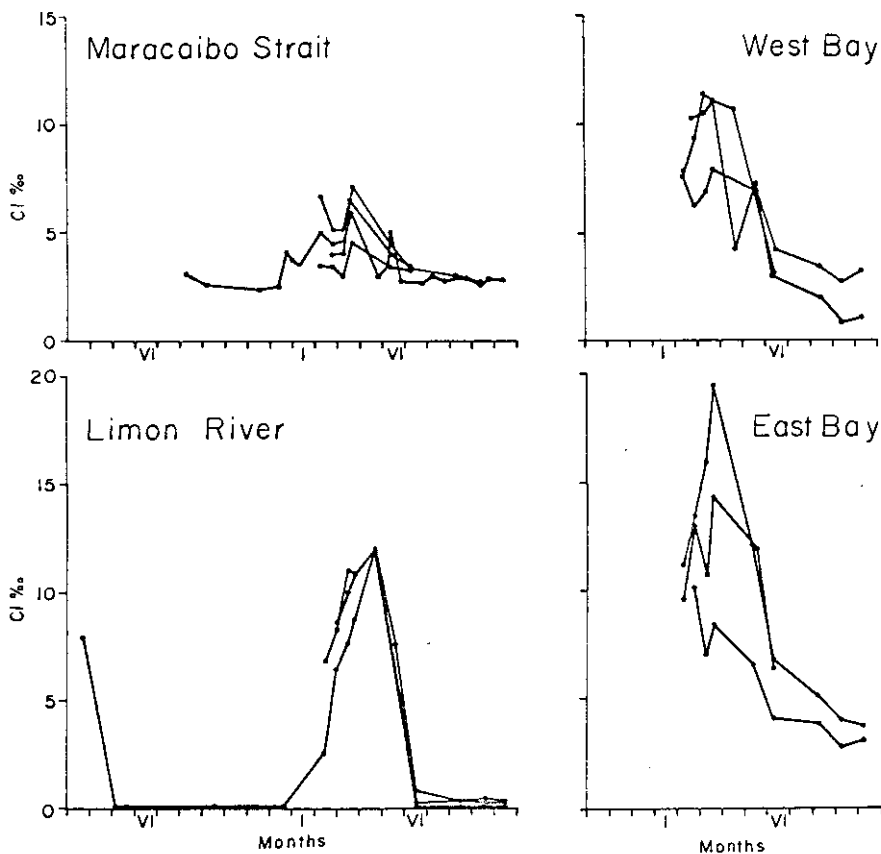 15
Maracaibo Strait
West Bay
10
Cl ‰
5
0
VI
I
VI
I
VI
20
Limon River
East Bay
15
10
Cl ‰
5
0
VI
I
VI
I
VI
Months
Months